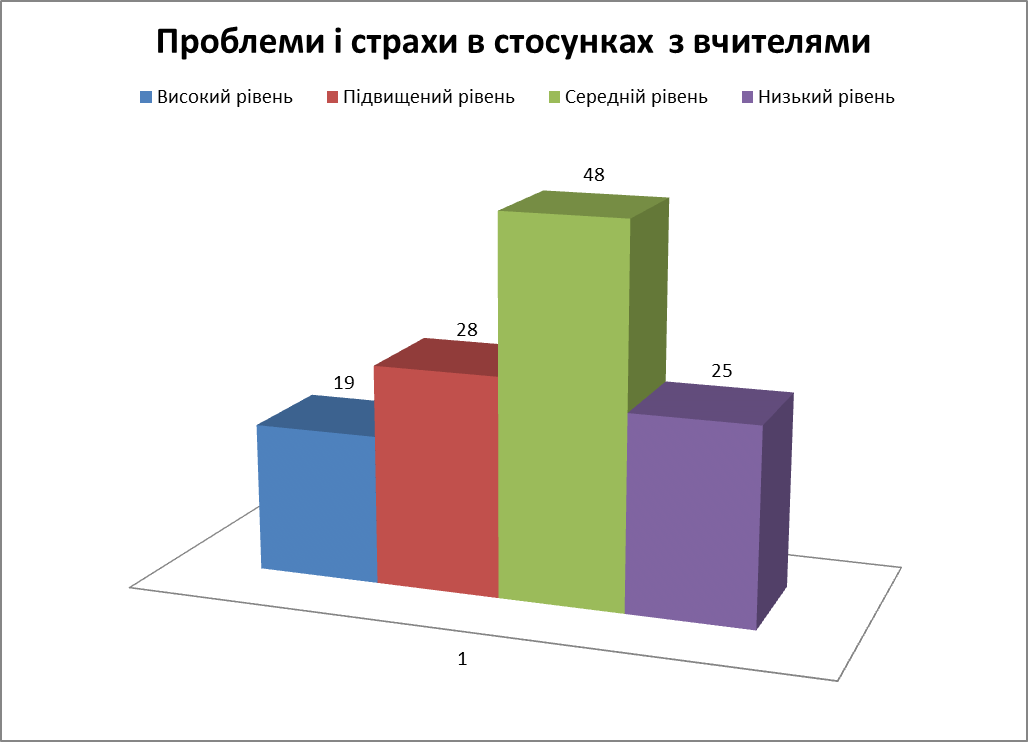 Проблеми і страхи в стосунках з вчителями
Високий рівень Підвищений рівень Середній рівень Низький рівень
48
28
25
19
1